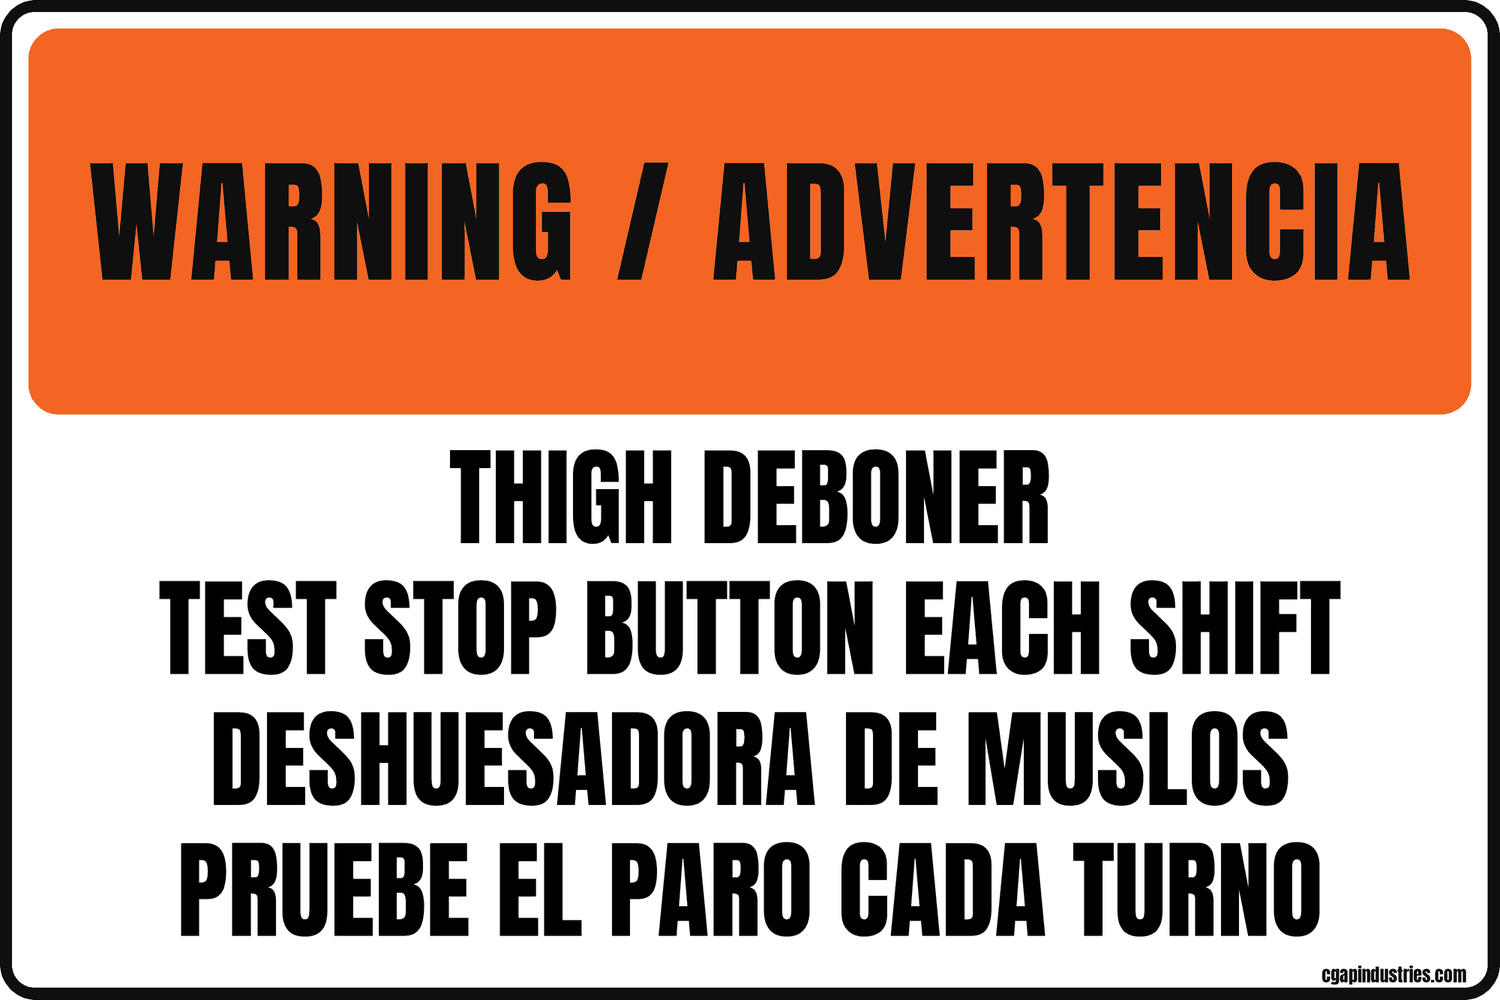 WARNING / ADVERTENCIA
THIGH DEBONER
TEST STOP BUTTON EACH SHIFT
DESHUESADORA DE MUSLOS
PRUEBE EL PARO CADA TURNO
cgapindustries.com